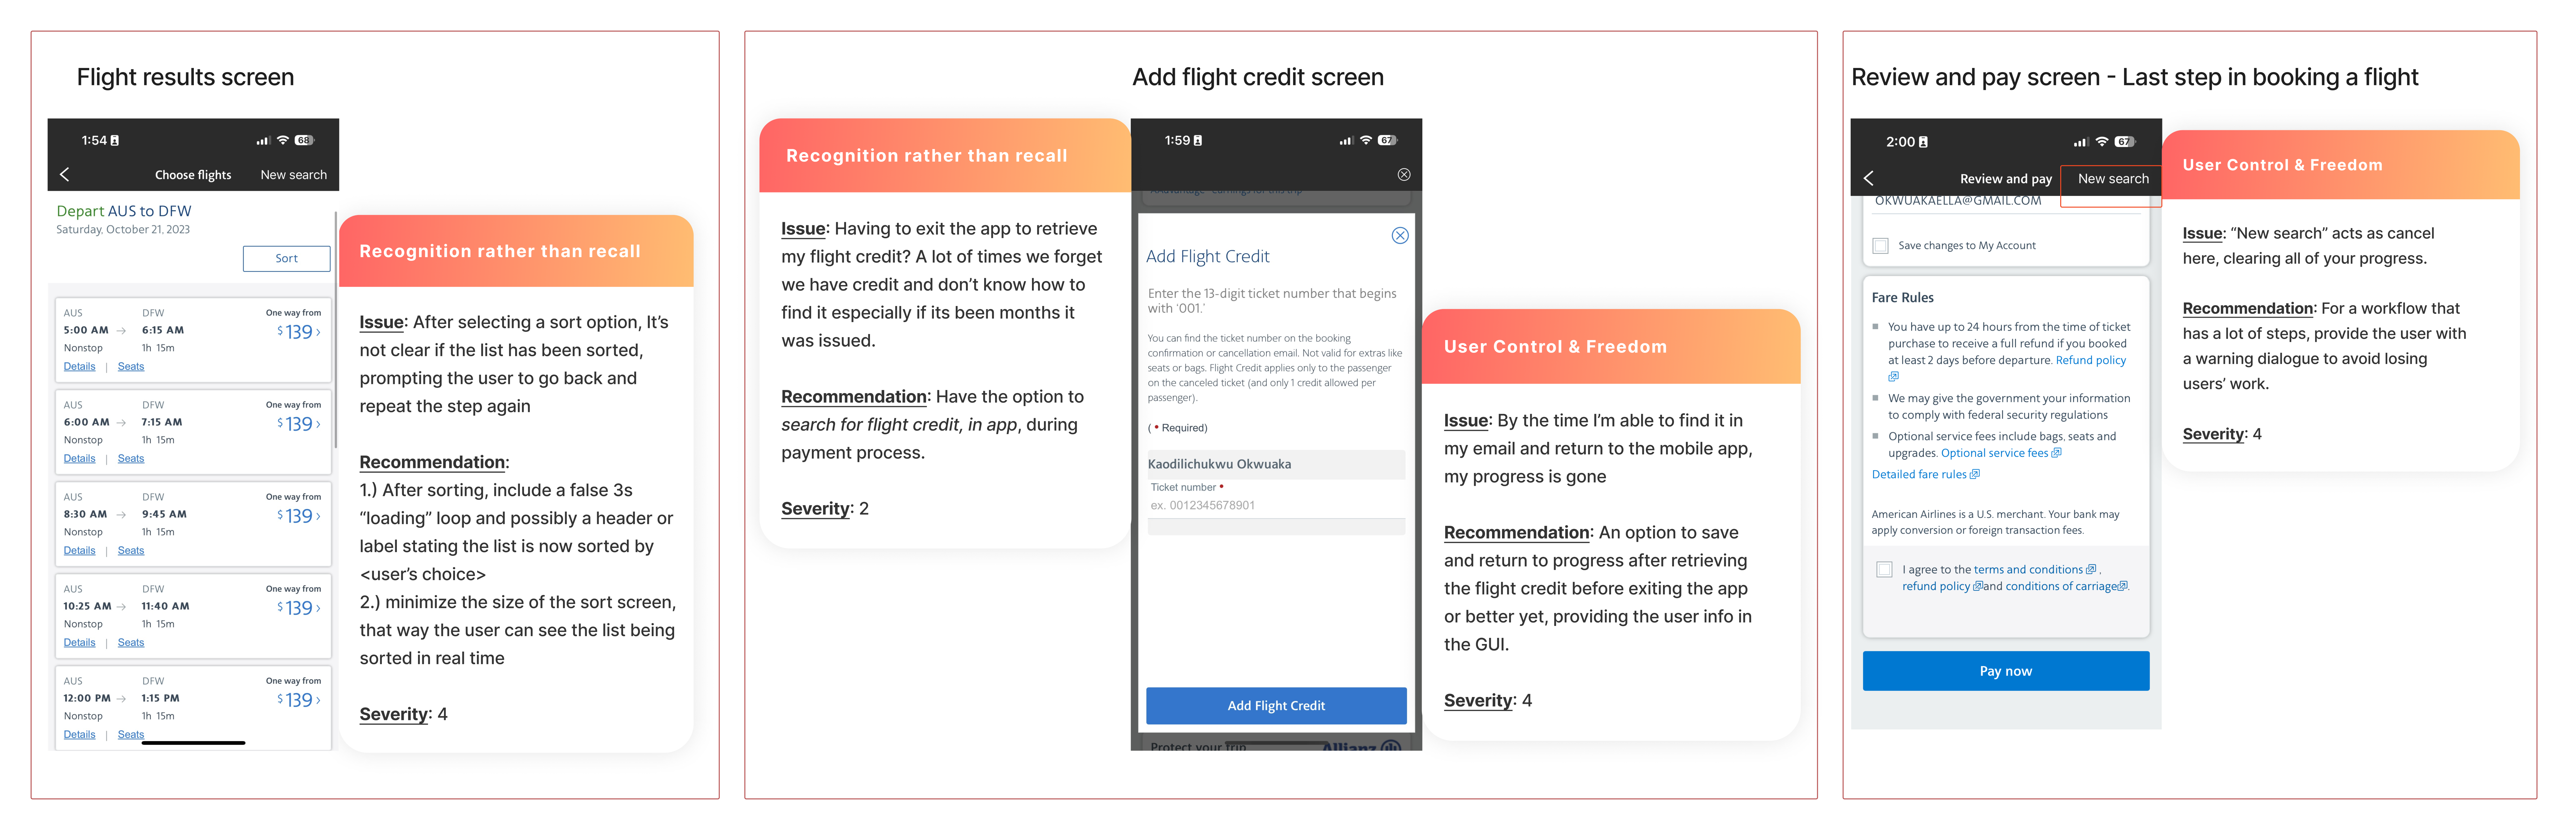 Flight results screen
1:54
68
Choose flights
New search
Depart AUS to DFW
Saturday, October 21, 2023
Sort
AUS DFW One way from
5:00 AM → 6:15 AM $139 ›
Nonstop 1h 15m
Details | Seats
AUS DFW One way from
6:00 AM → 7:15 AM $139 ›
Nonstop 1h 15m
Details | Seats
AUS DFW One way from
8:30 AM → 9:45 AM $139 ›
Nonstop 1h 15m
Details | Seats
AUS DFW One way from
10:25 AM → 11:40 AM $139 ›
Nonstop 1h 15m
Details | Seats
AUS DFW One way from
12:00 PM → 1:15 PM $139 ›
Nonstop 1h 15m
Details | Seats
Recognition rather than recall
Issue: After selecting a sort option, It’s
not clear if the list has been sorted,
prompting the user to go back and
repeat the step again
Recommendation:
1.) After sorting, include a false 3s
“loading” loop and possibly a header or
label stating the list is now sorted by
<user’s choice>
2.) minimize the size of the sort screen,
that way the user can see the list being
sorted in real time
Severity: 4
Add flight credit screen
Recognition rather than recall
Issue: Having to exit the app to retrieve
my flight credit? A lot of times we forget
we have credit and don’t know how to
find it especially if its been months it
was issued.
Recommendation: Have the option to
search for flight credit, in app, during
payment process.
Severity: 2
1:59
67
Add Flight Credit
Enter the 13-digit ticket number that begins
with ‘001.’
You can find the ticket number on the booking
confirmation or cancellation email. Not valid for extras like
seats or bags. Flight Credit applies only to the passenger
on the canceled ticket (and only 1 credit allowed per
passenger).
( • Required)
Kaodilichukwu Okwuaka
Ticket number •
ex. 0012345678901
Add Flight Credit
Protect your trip
Allianz
User Control & Freedom
Issue: By the time I’m able to find it in
my email and return to the mobile app,
my progress is gone
Recommendation: An option to save
and return to progress after retrieving
the flight credit before exiting the app
or better yet, providing the user info in
the GUI.
Severity: 4
Review and pay screen - Last step in booking a flight
2:00
67
Review and pay
New search
OKWUAKAELLA@GMAIL.COM
Save changes to My Account
Fare Rules
You have up to 24 hours from the time of ticket
purchase to receive a full refund if you booked
at least 2 days before departure. Refund policy
We may give the government your information
to comply with federal security regulations
Optional service fees include bags, seats and
upgrades. Optional service fees
Detailed fare rules
American Airlines is a U.S. merchant. Your bank may
apply conversion or foreign transaction fees.
I agree to the terms and conditions ,
refund policy and conditions of carriage.
Pay now
User Control & Freedom
Issue: “New search” acts as cancel
here, clearing all of your progress.
Recommendation: For a workflow that
has a lot of steps, provide the user with
a warning dialogue to avoid losing
users’ work.
Severity: 4